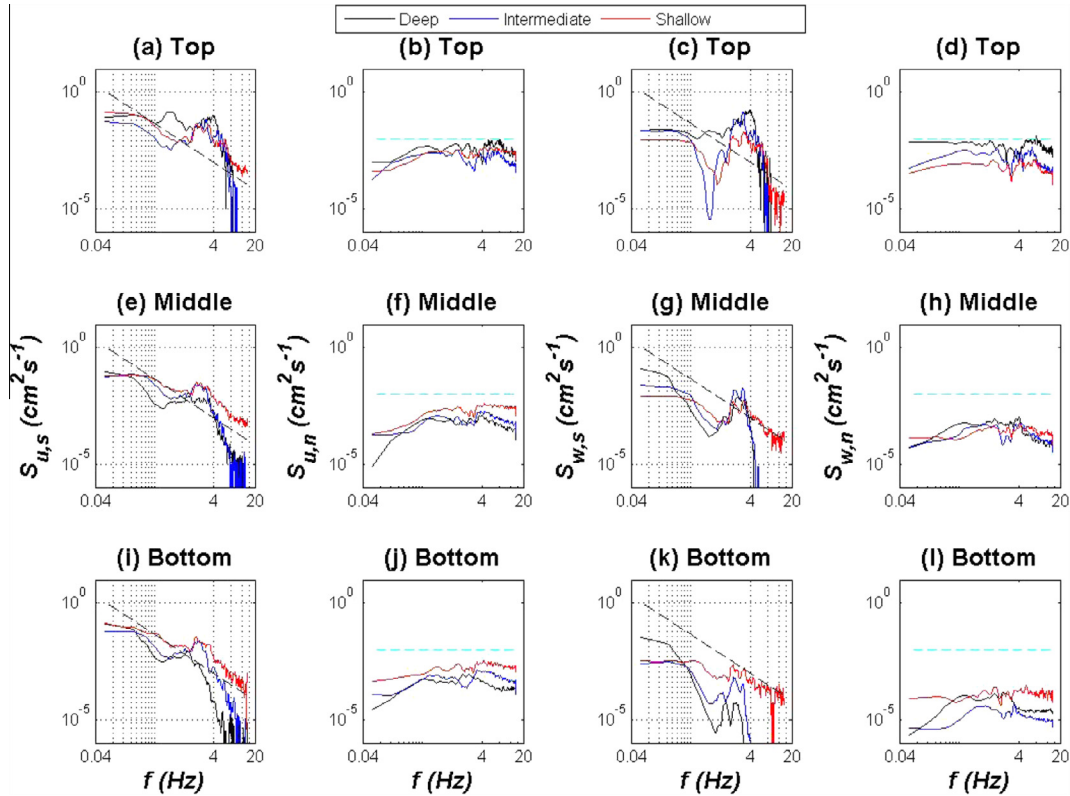 Deep Intermediate Shallow
(a) Top (b) Top (c) Top (d) Top
10^0 10^0 10^0 10^0
10^-5 10^-5 10^-5 10^-5
0.04 4 20 0.04 4 20 0.04 4 20 0.04 4 20
(e) Middle (f) Middle (g) Middle (h) Middle
10^0 10^0 10^0 10^0
S_{u,s} (cm^2 s^-1) S_{u,n} (cm^2 s^-1) S_{w,s} (cm^2 s^-1) S_{w,n} (cm^2 s^-1)
10^-5 10^-5 10^-5 10^-5
0.04 4 20 0.04 4 20 0.04 4 20 0.04 4 20
(i) Bottom (j) Bottom (k) Bottom (l) Bottom
10^0 10^0 10^0 10^0
10^-5 10^-5 10^-5 10^-5
0.04 4 20 0.04 4 20 0.04 4 20 0.04 4 20
f (Hz) f (Hz) f (Hz) f (Hz)